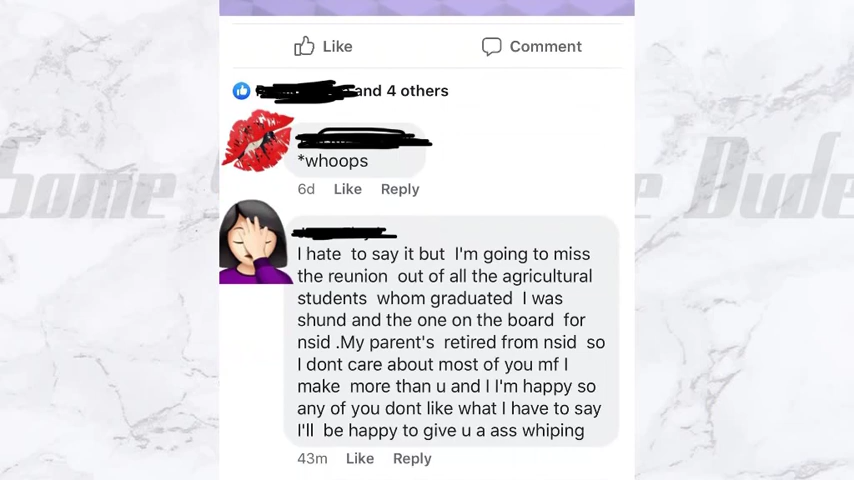 Like
Comment
and 4 others
*whoops
6d Like Reply
I hate to say it but I'm going to miss
the reunion out of all the agricultural
students whom graduated I was
shund and the one on the board for
nsid .My parent's retired from nsid so
I dont care about most of you mf I
make more than u and I I'm happy so
any of you dont like what I have to say
I'll be happy to give u a ass whiping
43m Like Reply
Some
Dude